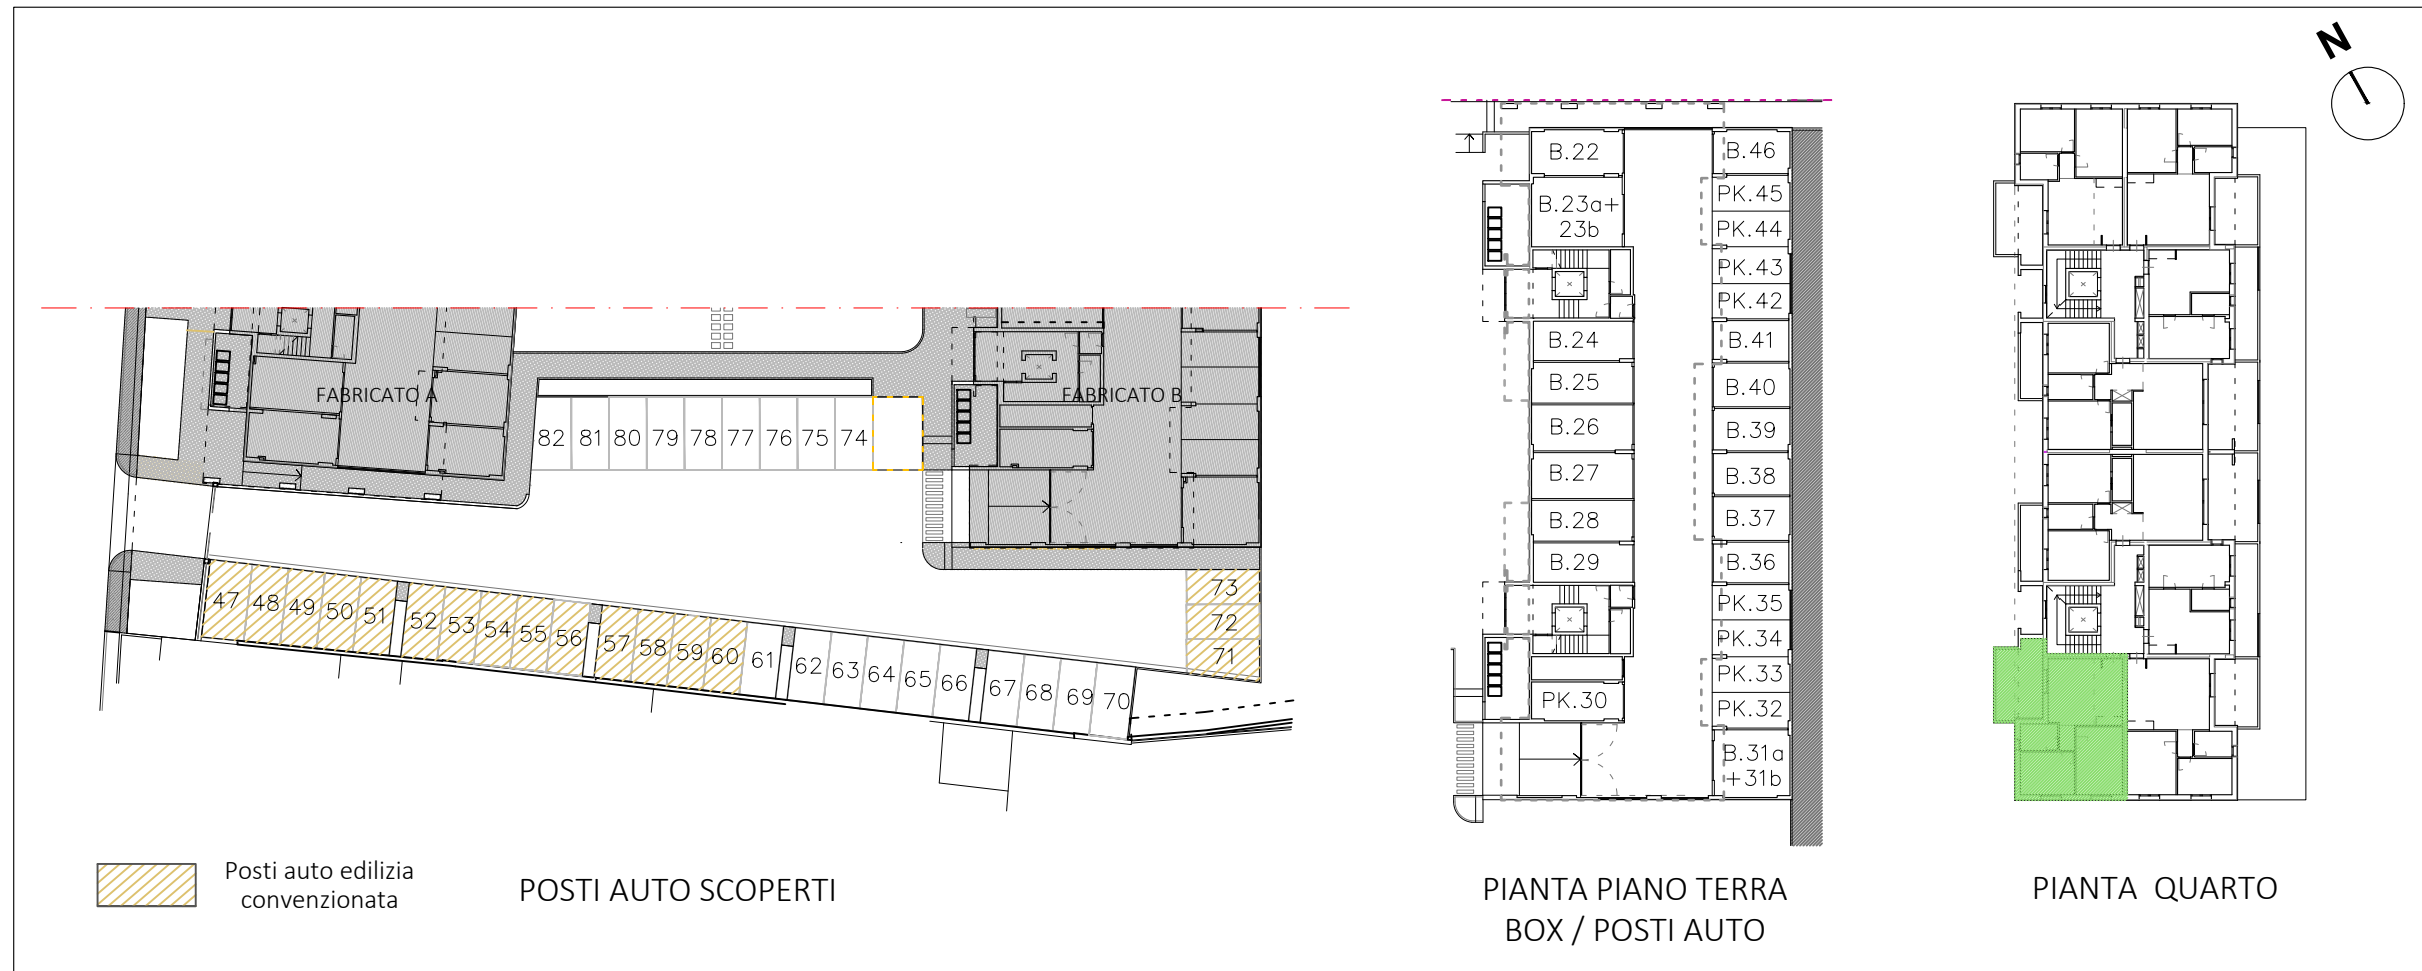 N
FABRICATO A
FABRICATO B
82 81 80 79 78 77 76 75 74
73
72
71
47 48 49 50 51 52 53 54 55 56 57 58 59 60 61 62 63 64 65 66 67 68 69 70
Posti auto edilizia
convenzionata
POSTI AUTO SCOPERTI
B.22
B.23a+
23b
B.24
B.25
B.26
B.27
B.28
B.29
PK.30
B.46
PK.45
PK.44
PK.43
PK.42
B.41
B.40
B.39
B.38
B.37
B.36
PK.35
PK.34
PK.33
PK.32
B.31a
+31b
PIANTA PIANO TERRA
BOX / POSTI AUTO
PIANTA QUARTO